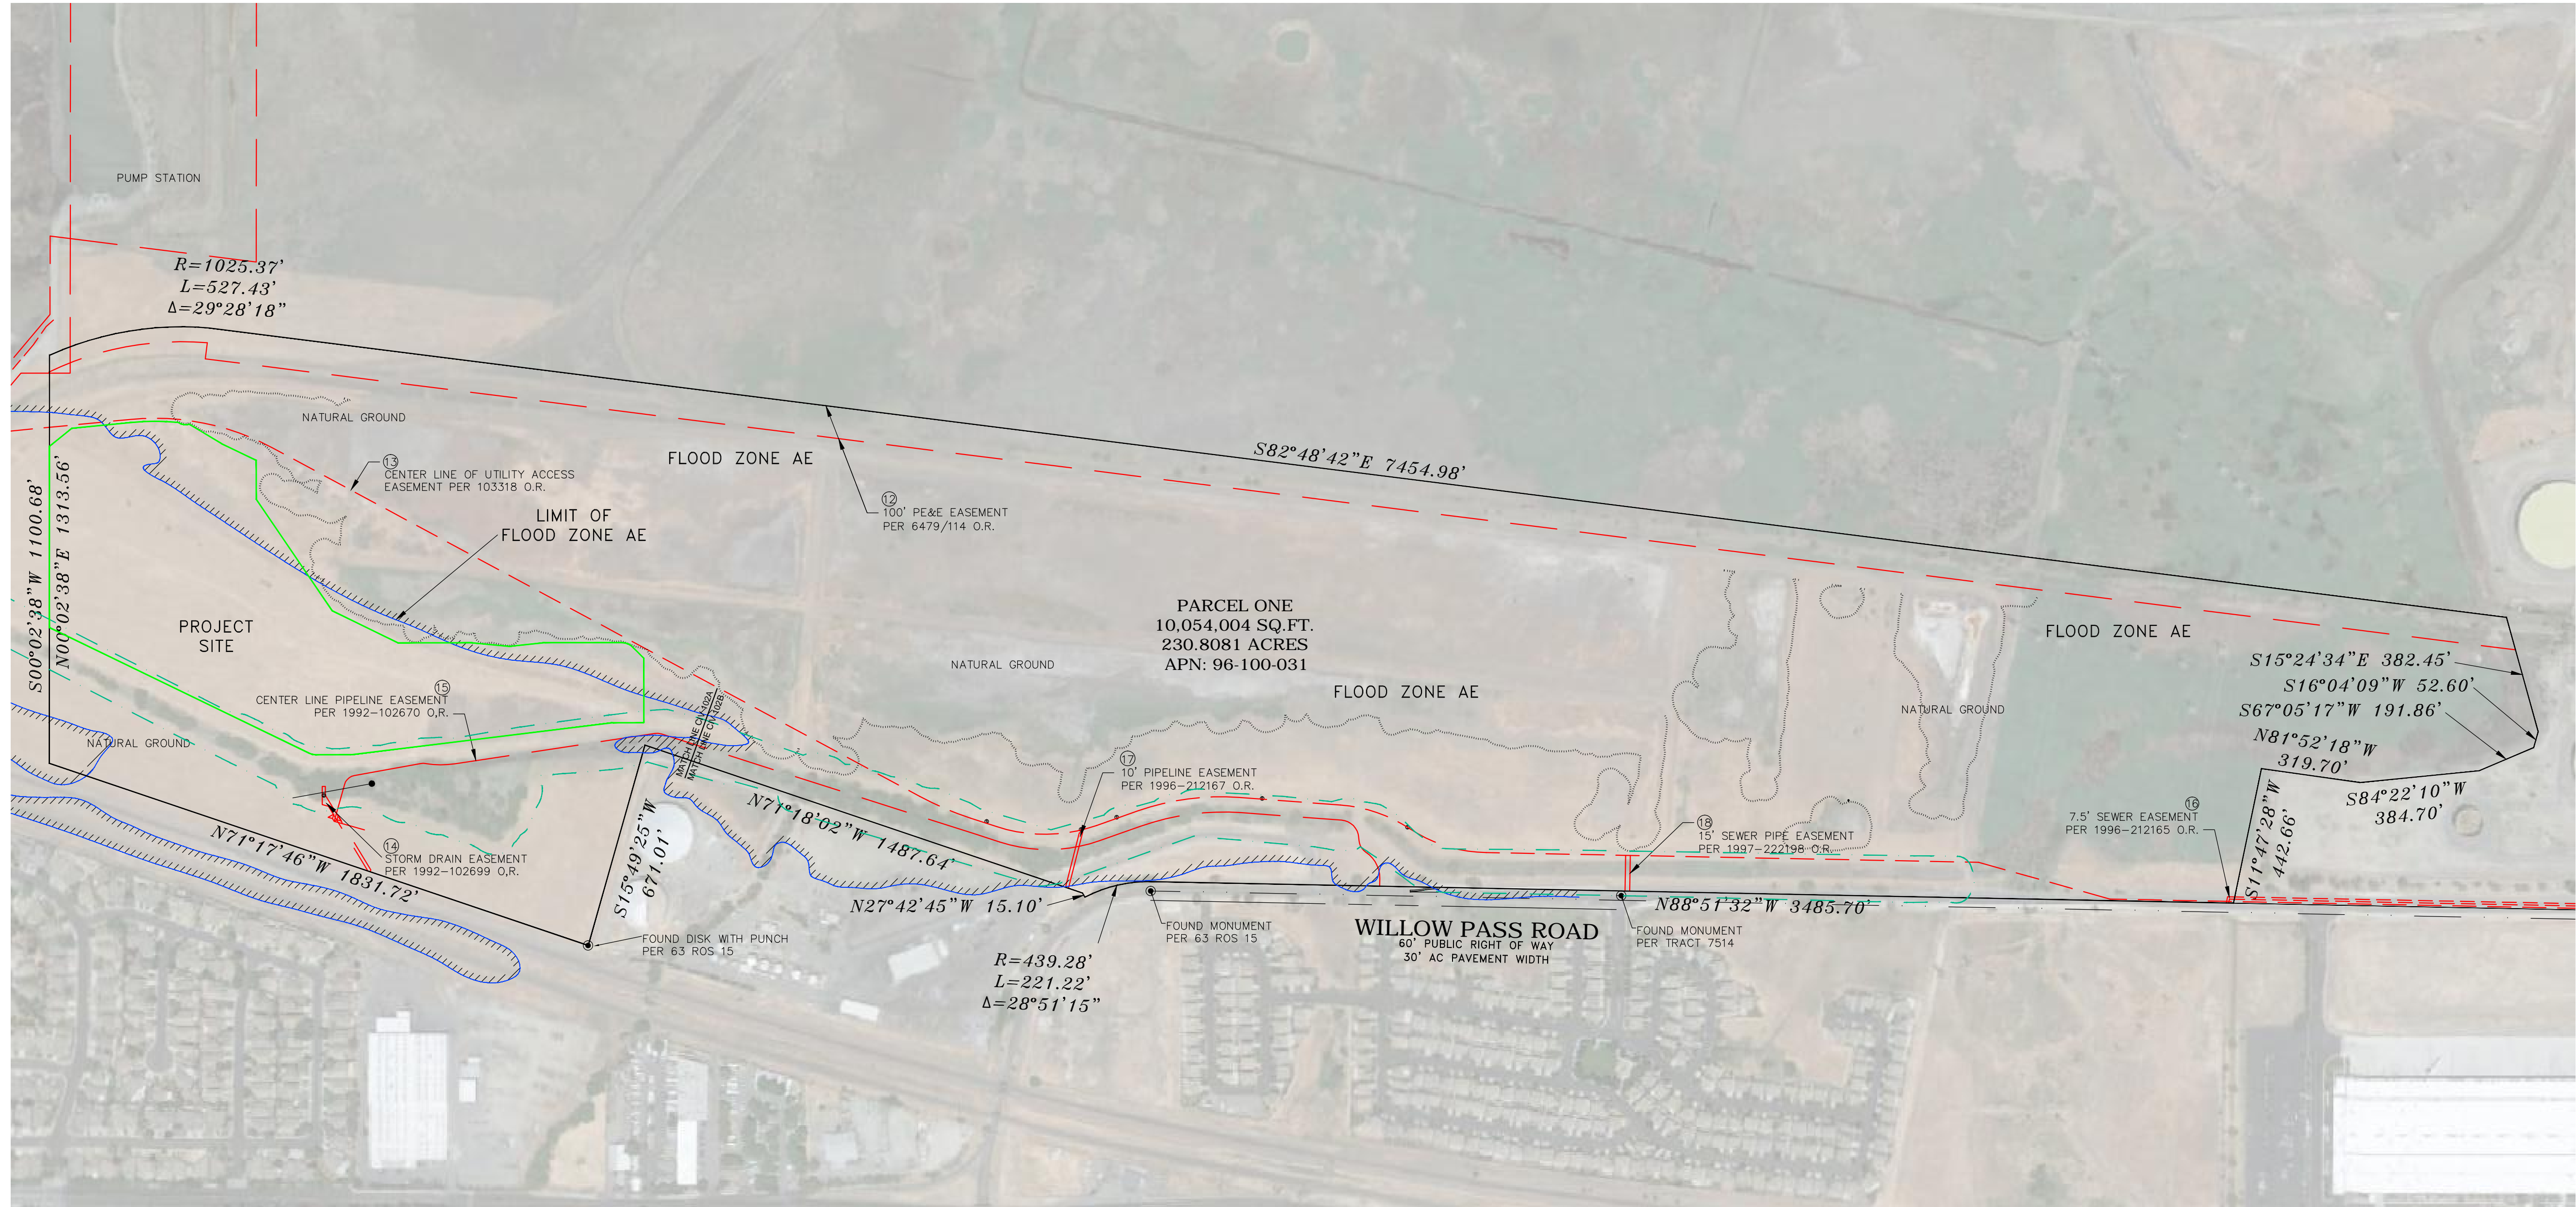 PUMP STATION
R=1025.37'
L=527.43'
Δ=29°28'18"
NATURAL GROUND
13
CENTER LINE OF UTILITY ACCESS
EASEMENT PER 103318 O.R.
FLOOD ZONE AE
12
100' PE&E EASEMENT
PER 6479/114 O.R.
S82°48'42"E 7454.98'
LIMIT OF
FLOOD ZONE AE
S00°02'38"W 1100.68'
N00°02'38"E 1313.56'
PROJECT
SITE
PARCEL ONE
10,054,004 SQ.FT.
230.8081 ACRES
APN: 96-100-031
NATURAL GROUND
FLOOD ZONE AE
FLOOD ZONE AE
NATURAL GROUND
S15°24'34"E 382.45'
S16°04'09"W 52.60'
S67°05'17"W 191.86'
N81°52'18"W
319.70'
S84°22'10"W
384.70'
S11°47'28"W
442.66'
16
7.5' SEWER EASEMENT
PER 1996-212165 O.R.
15
CENTER LINE PIPELINE EASEMENT
PER 1992-102670 O,R.
NATURAL GROUND
MATCH LINE CIV-102A
MATCH LINE CIV-102B
17
10' PIPELINE EASEMENT
PER 1996-212167 O.R.
18
15' SEWER PIPE EASEMENT
PER 1997-222198 O.R.
14
STORM DRAIN EASEMENT
PER 1992-102699 O,R.
N71°17'46"W 1831.72'
S15°49'25"W
671.01'
N71°18'02"W 1487.64'
N27°42'45"W 15.10'
FOUND DISK WITH PUNCH
PER 63 ROS 15
R=439.28'
L=221.22'
Δ=28°51'15"
FOUND MONUMENT
PER 63 ROS 15
WILLOW PASS ROAD
60' PUBLIC RIGHT OF WAY
30' AC PAVEMENT WIDTH
FOUND MONUMENT
PER TRACT 7514
N88°51'32"W 3485.70'